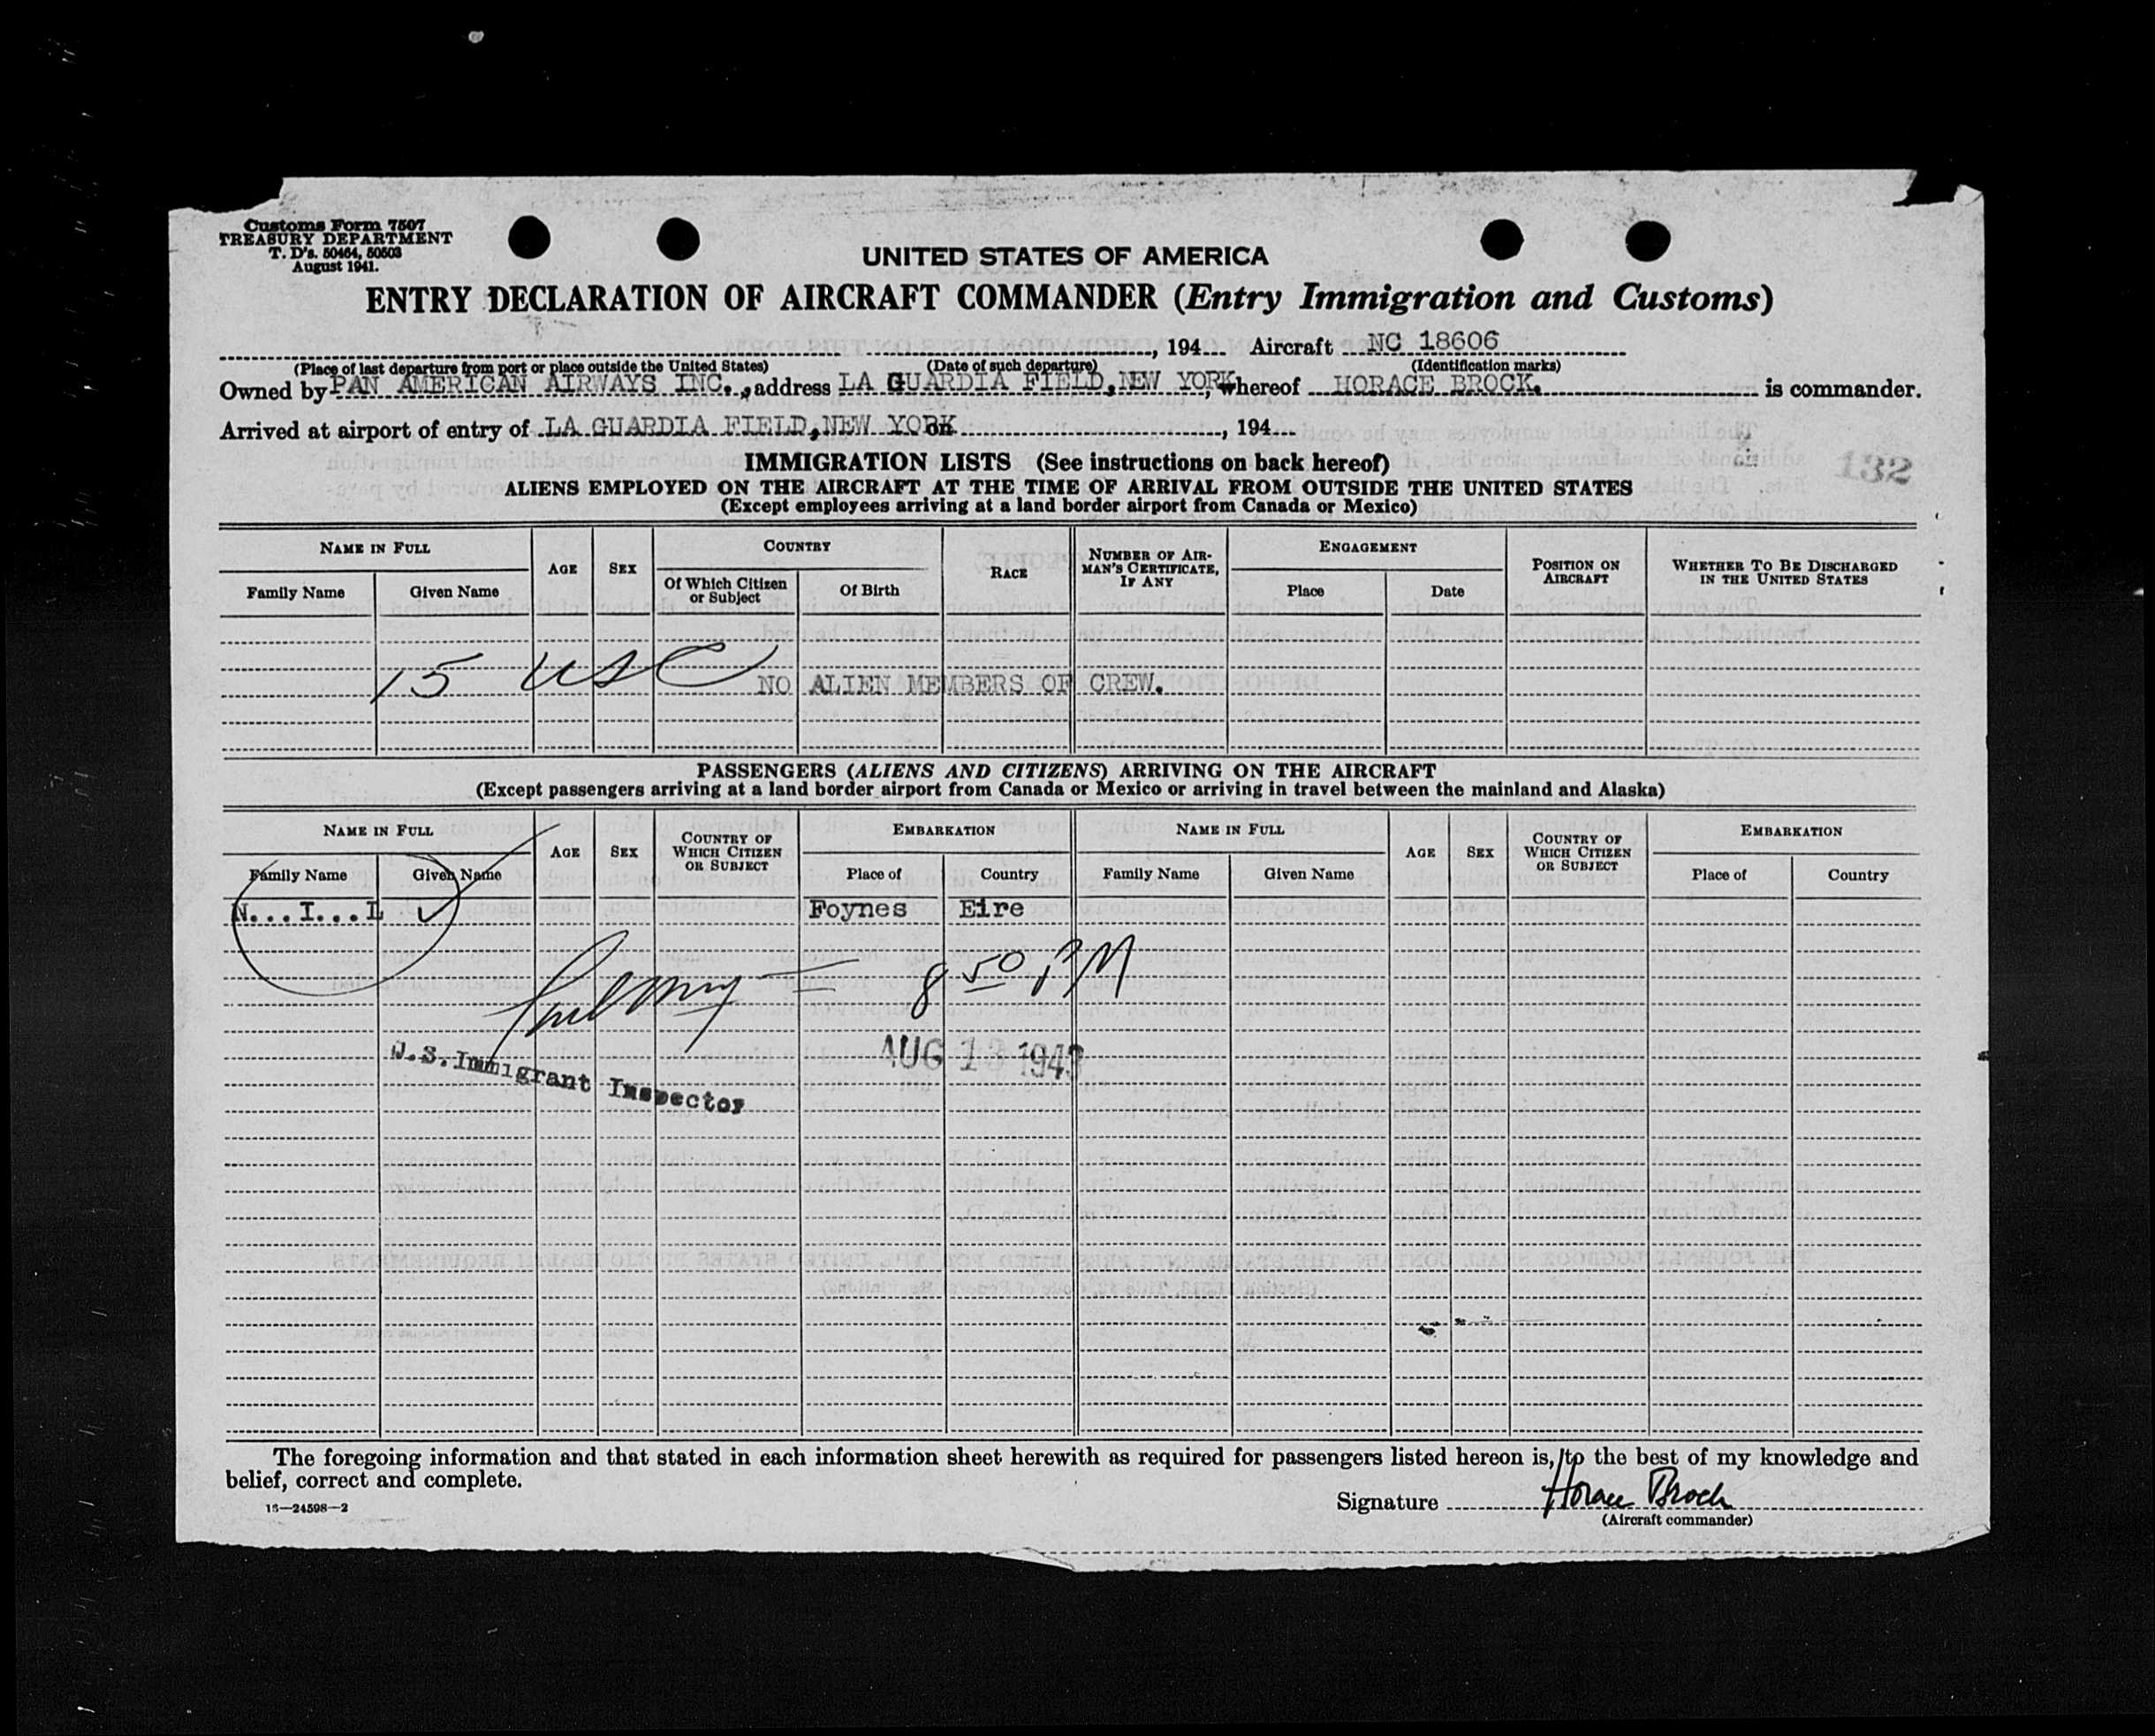 Customs Form 7507
TREASURY DEPARTMENT
T. D's. 50464, 50503
August 1941.
UNITED STATES OF AMERICA
ENTRY DECLARATION OF AIRCRAFT COMMANDER (Entry Immigration and Customs)
, 194 Aircraft NC 18606
(Place of last departure from port or place outside the United States) (Date of such departure) (Identification marks)
Owned by PAN AMERICAN AIRWAYS INC., address LA GUARDIA FIELD, NEW YORK, whereof HORACE BROCK. is commander.
Arrived at airport of entry of LA GUARDIA FIELD, NEW YORK on , 194
132
IMMIGRATION LISTS (See instructions on back hereof)
ALIENS EMPLOYED ON THE AIRCRAFT AT THE TIME OF ARRIVAL FROM OUTSIDE THE UNITED STATES
(Except employees arriving at a land border airport from Canada or Mexico)
NAME IN FULL AGE SEX COUNTRY RACE NUMBER OF AIRMAN'S CERTIFICATE, IF ANY ENGAGEMENT POSITION ON AIRCRAFT WHETHER TO BE DISCHARGED IN THE UNITED STATES
Family Name Given Name Of Which Citizen or Subject Of Birth Place Date
15 USC
NO ALIEN MEMBERS OF CREW.
PASSENGERS (ALIENS AND CITIZENS) ARRIVING ON THE AIRCRAFT
(Except passengers arriving at a land border airport from Canada or Mexico or arriving in travel between the mainland and Alaska)
NAME IN FULL AGE SEX COUNTRY OF WHICH CITIZEN OR SUBJECT EMBARKATION NAME IN FULL AGE SEX COUNTRY OF WHICH CITIZEN OR SUBJECT EMBARKATION
Family Name Given Name Place of Country Family Name Given Name Place of Country
N...I...L Foynes Eire
8 50 PM
AUG 13 1943
U.S. Immigrant Inspector
The foregoing information and that stated in each information sheet herewith as required for passengers listed hereon is, to the best of my knowledge and
belief, correct and complete.
16—24598—2
Signature Horace Brock
(Aircraft commander)